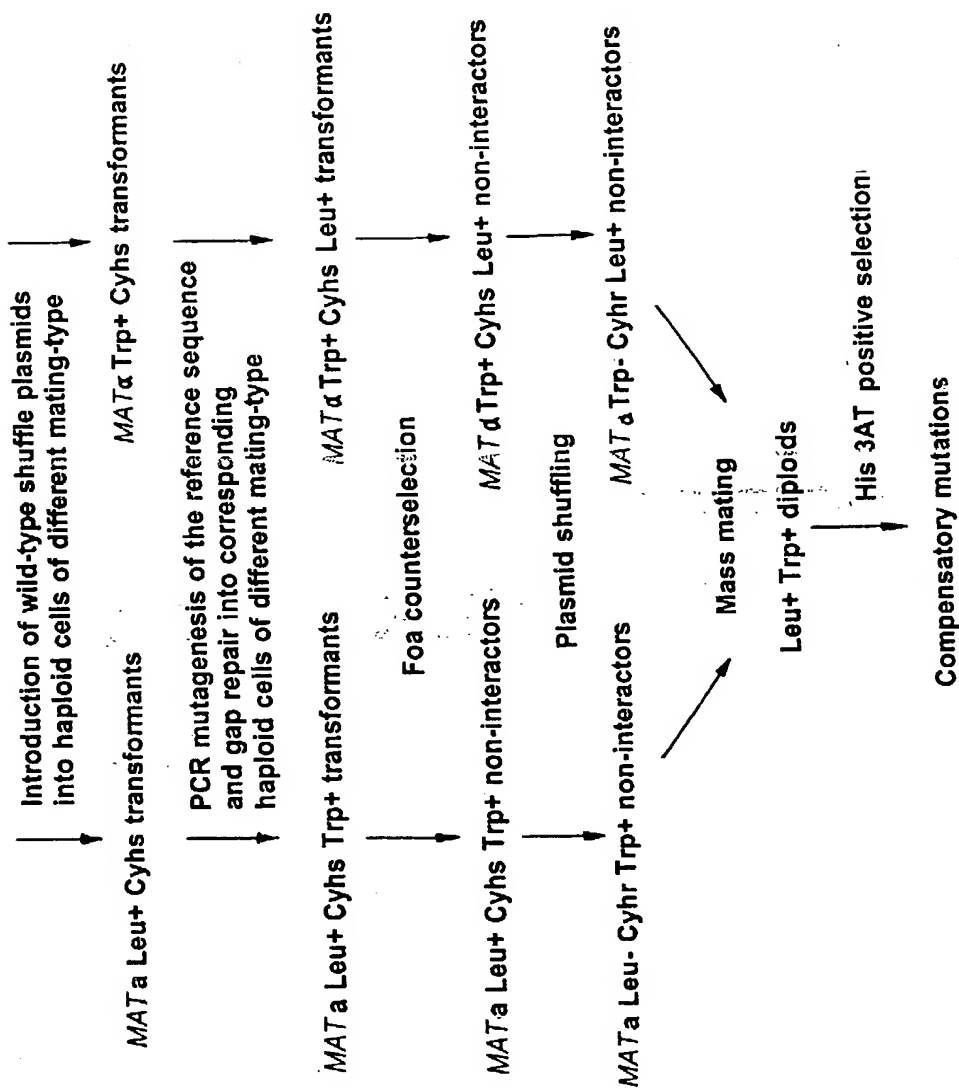 Introduction of wild-type shuffle plasmids
into haploid cells of different mating-type
MATa Leu+ Cyhs transformants
MATα Trp+ Cyhs transformants
PCR mutagenesis of the reference sequence
and gap repair into corresponding
haploid cells of different mating-type
MATa Leu+ Cyhs Trp+ transformants
MATα Trp+ Cyhs Leu+ transformants
Foa counterselection
MATa Leu+ Cyhs Trp+ non-interactors
MATα Trp+ Cyhs Leu+ non-interactors
Plasmid shuffling
MATa Leu- Cyhr Trp+ non-interactors
MATα Trp- Cyhr Leu+ non-interactors
Mass mating
Leu+ Trp+ diploids
His 3AT positive selection
Compensatory mutations